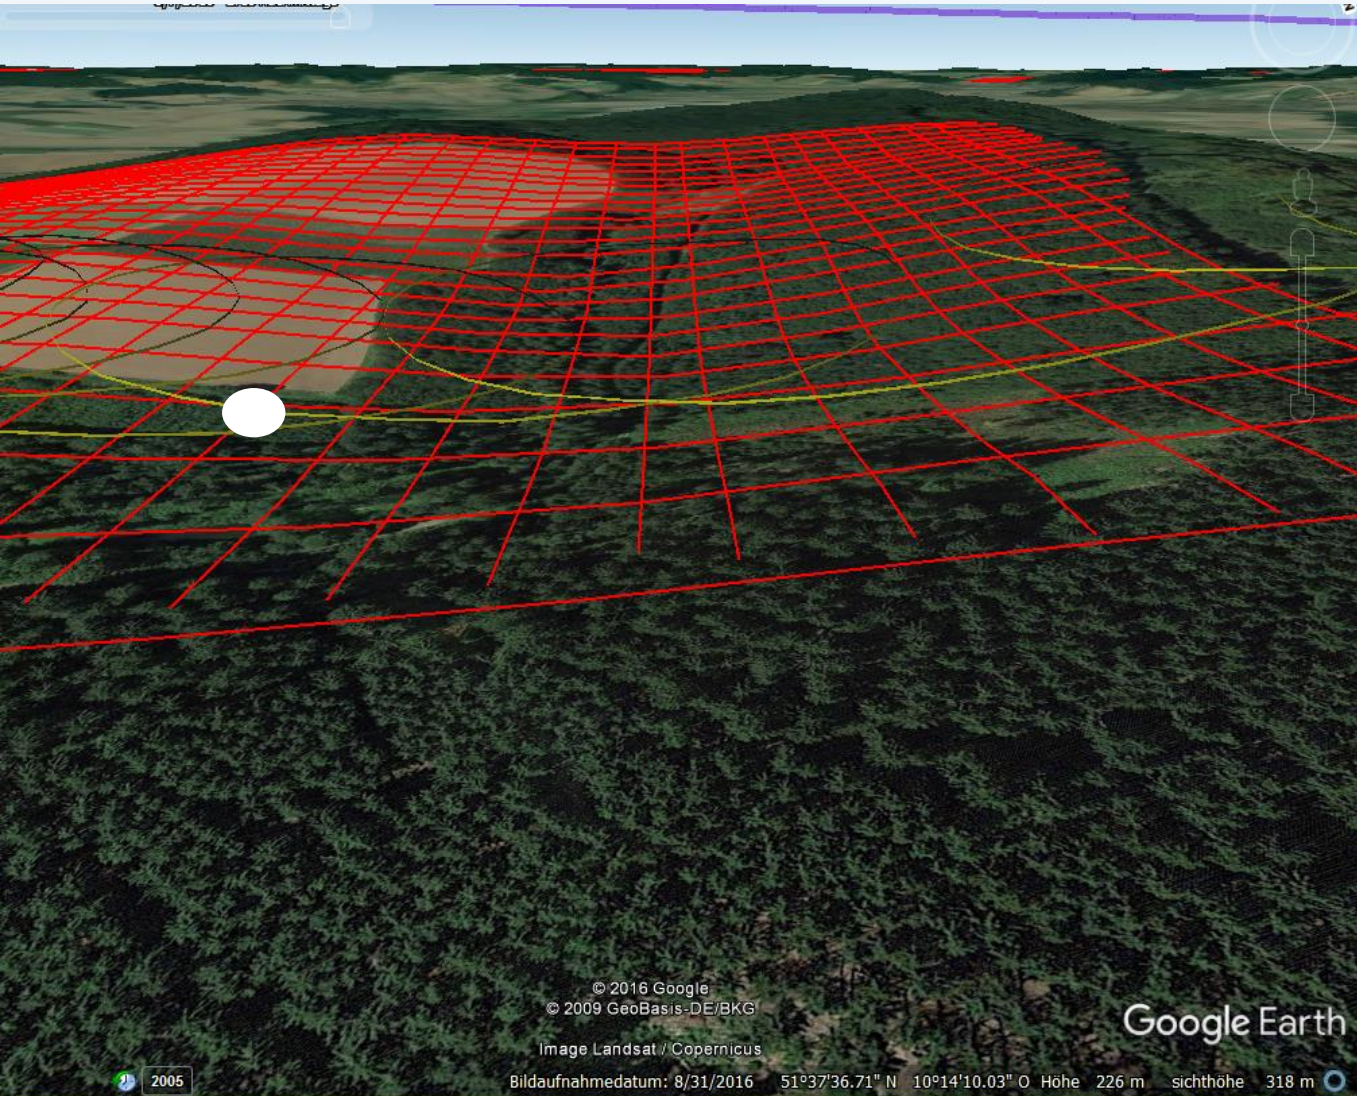 © 2016 Google
© 2009 GeoBasis-DE/BKG
Image Landsat / Copernicus
Google Earth
2005
Bildaufnahmedatum: 8/31/2016 51°37'36.71" N 10°14'10.03" O Höhe 226 m sichthöhe 318 m